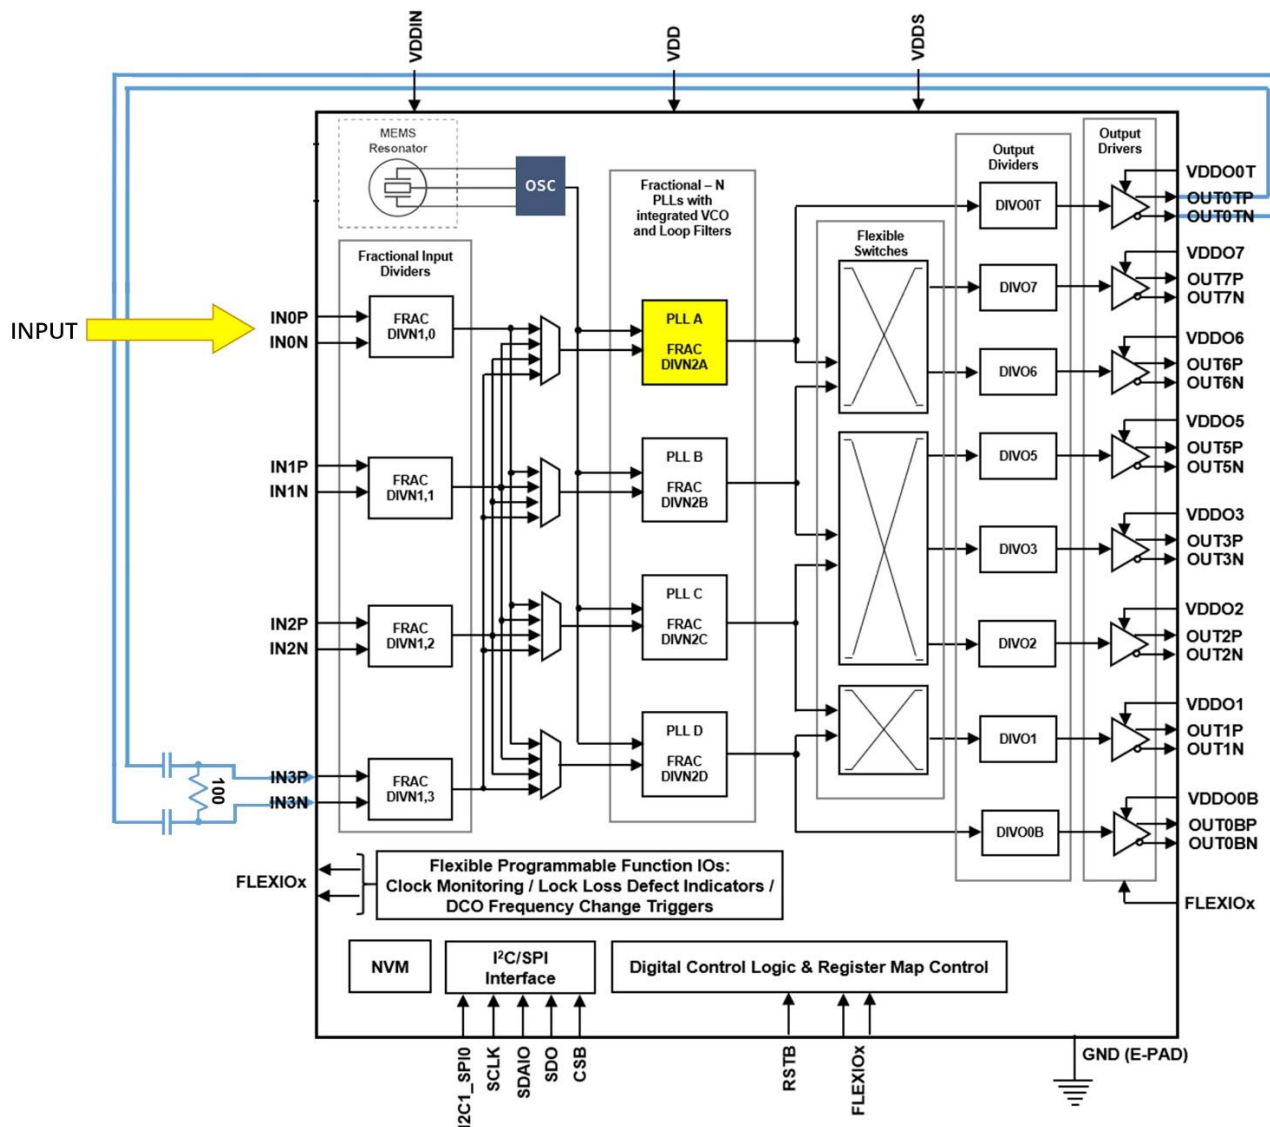 VDDIN
VDD
VDDS
MEMS
Resonator
OSC
Fractional – N
PLLs with
integrated VCO
and Loop Filters
Output
Dividers
Output
Drivers
Fractional Input
Dividers
Flexible
Switches
INPUT
IN0P
IN0N
FRAC
DIVN1,0
IN1P
IN1N
FRAC
DIVN1,1
IN2P
IN2N
FRAC
DIVN1,2
IN3P
IN3N
100
FRAC
DIVN1,3
PLL A
FRAC
DIVN2A
PLL B
FRAC
DIVN2B
PLL C
FRAC
DIVN2C
PLL D
FRAC
DIVN2D
DIVO0T
DIVO7
DIVO6
DIVO5
DIVO3
DIVO2
DIVO1
DIVO0B
VDDO0T
OUT0TP
OUT0TN
VDDO7
OUT7P
OUT7N
VDDO6
OUT6P
OUT6N
VDDO5
OUT5P
OUT5N
VDDO3
OUT3P
OUT3N
VDDO2
OUT2P
OUT2N
VDDO1
OUT1P
OUT1N
VDDO0B
OUT0BP
OUT0BN
FLEXIOx
FLEXIOx
Flexible Programmable Function IOs:
Clock Monitoring / Lock Loss Defect Indicators /
DCO Frequency Change Triggers
NVM
I²C/SPI
Interface
Digital Control Logic & Register Map Control
I2C1_SPI0
SCLK
SDAIO
SDO
CSB
RSTB
FLEXIOx
GND (E-PAD)